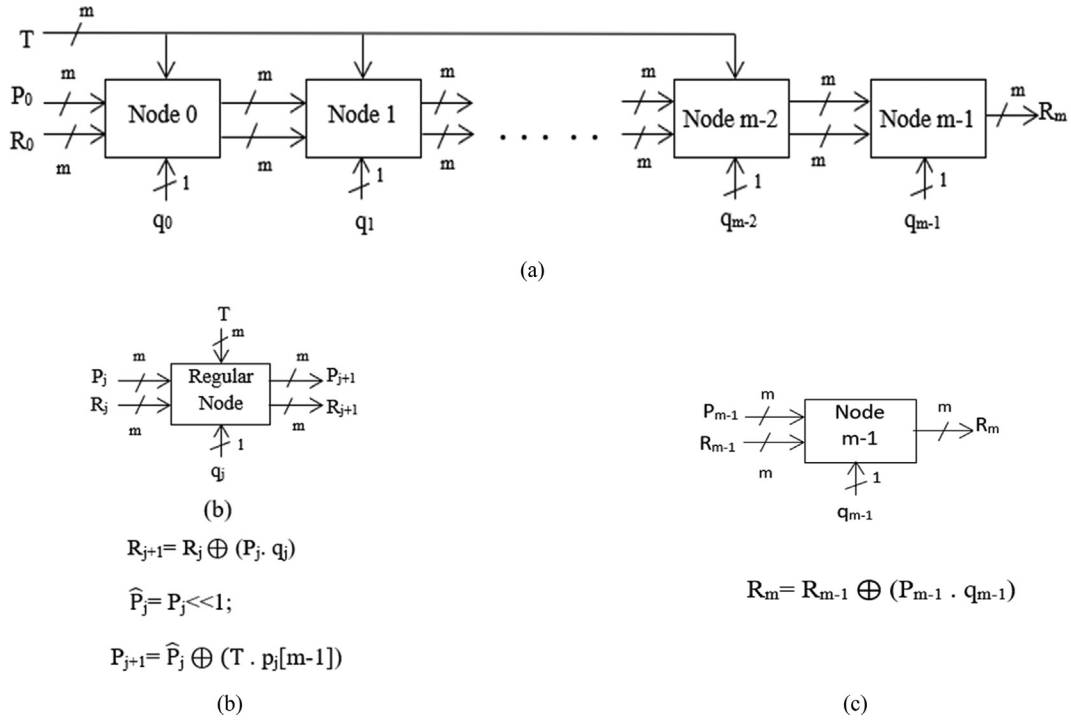 m
T
m m m m m m
P₀ Node 0 Node 1 . . . . . Node m-2 Node m-1 Rₘ
R₀
m m m m m
1 1 1 1
q₀ q₁ qₘ₋₂ qₘ₋₁
(a)
T
m
m m
Pⱼ Regular Pⱼ₊₁
Rⱼ Node Rⱼ₊₁
m m
1
qⱼ
(b)
Rⱼ₊₁= Rⱼ ⊕ (Pⱼ. qⱼ)
P̂ⱼ= Pⱼ<<1;
Pⱼ₊₁= P̂ⱼ ⊕ (T . pⱼ[m-1])
(b)
m m
Pₘ₋₁ Node Rₘ
Rₘ₋₁ m-1
m
1
qₘ₋₁
Rₘ= Rₘ₋₁ ⊕ (Pₘ₋₁ . qₘ₋₁)
(c)